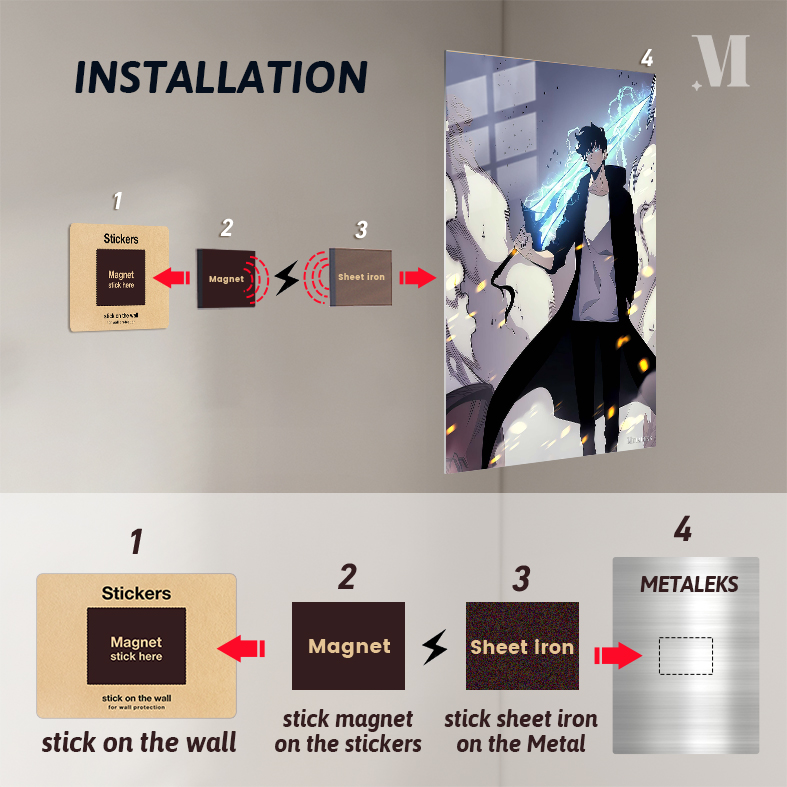 INSTALLATION
M
4
1
2
3
Stickers
Magnet
stick here
stick on the wall
for wall protection
Magnet
Sheet iron
1
2
3
4
Stickers
Magnet
stick here
stick on the wall
for wall protection
Magnet
Sheet iron
METALEKS
stick on the wall
stick magnet
on the stickers
stick sheet iron
on the Metal